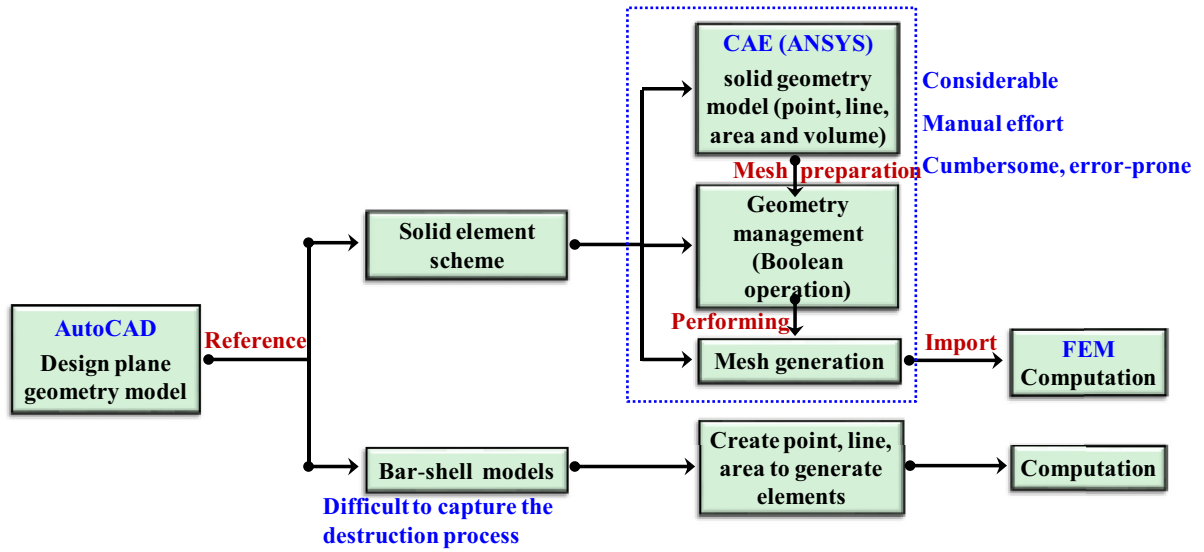 CAE (ANSYS)
solid geometry
model (point, line,
area and volume)
Considerable
Manual effort
Cumbersome, error-prone
Mesh preparation
Geometry
management
(Boolean
operation)
Solid element
scheme
AutoCAD
Design plane
geometry model
Reference
Performing
Mesh generation
Import
FEM
Computation
Bar-shell models
Difficult to capture the
destruction process
Create point, line,
area to generate
elements
Computation